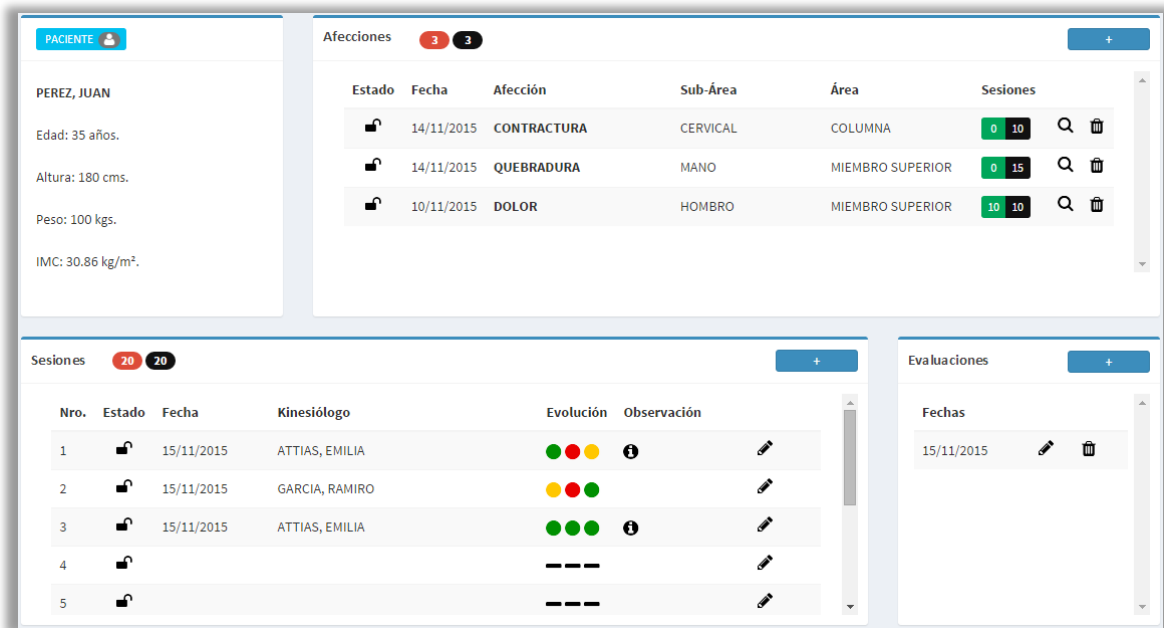 PACIENTE
PEREZ, JUAN
Edad: 35 años.
Altura: 180 cms.
Peso: 100 kgs.
IMC: 30.86 kg/m².
Afecciones 3 3 +
Estado Fecha Afección Sub-Área Área Sesiones
14/11/2015 CONTRACTURA CERVICAL COLUMNA 0 10
14/11/2015 QUEBRADURA MANO MIEMBRO SUPERIOR 0 15
10/11/2015 DOLOR HOMBRO MIEMBRO SUPERIOR 10 10
Sesiones 20 20 +
Nro. Estado Fecha Kinesiólogo Evolución Observación
1 15/11/2015 ATTIAS, EMILIA
2 15/11/2015 GARCIA, RAMIRO
3 15/11/2015 ATTIAS, EMILIA
4
5
Evaluaciones +
Fechas
15/11/2015